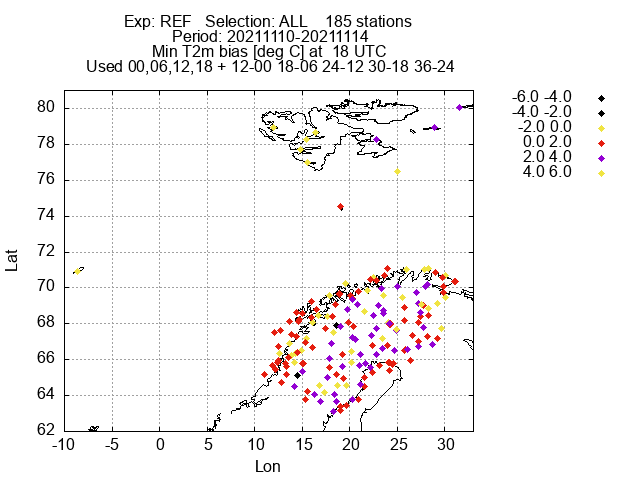 Exp: REF Selection: ALL 185 stations
Period: 20211110-20211114
Min T2m bias [deg C] at 18 UTC
Used 00,06,12,18 + 12-00 18-06 24-12 30-18 36-24
-6.0 -4.0
-4.0 -2.0
-2.0 0.0
0.0 2.0
2.0 4.0
4.0 6.0
80
78
76
74
72
70
68
66
64
62
Lat
-10 -5 0 5 10 15 20 25 30
Lon